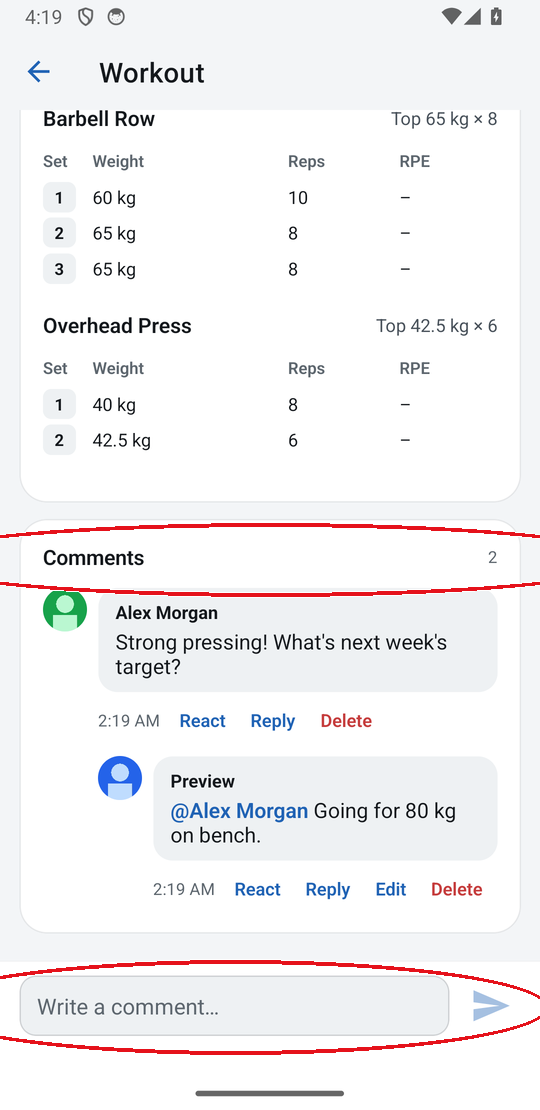 4:19
Workout
Barbell Row Top 65 kg × 8
Set Weight Reps RPE
1 60 kg 10 –
2 65 kg 8 –
3 65 kg 8 –
Overhead Press Top 42.5 kg × 6
Set Weight Reps RPE
1 40 kg 8 –
2 42.5 kg 6 –
Comments 2
Alex Morgan
Strong pressing! What's next week's
target?
2:19 AM React Reply Delete
Preview
@Alex Morgan Going for 80 kg
on bench.
2:19 AM React Reply Edit Delete
Write a comment…